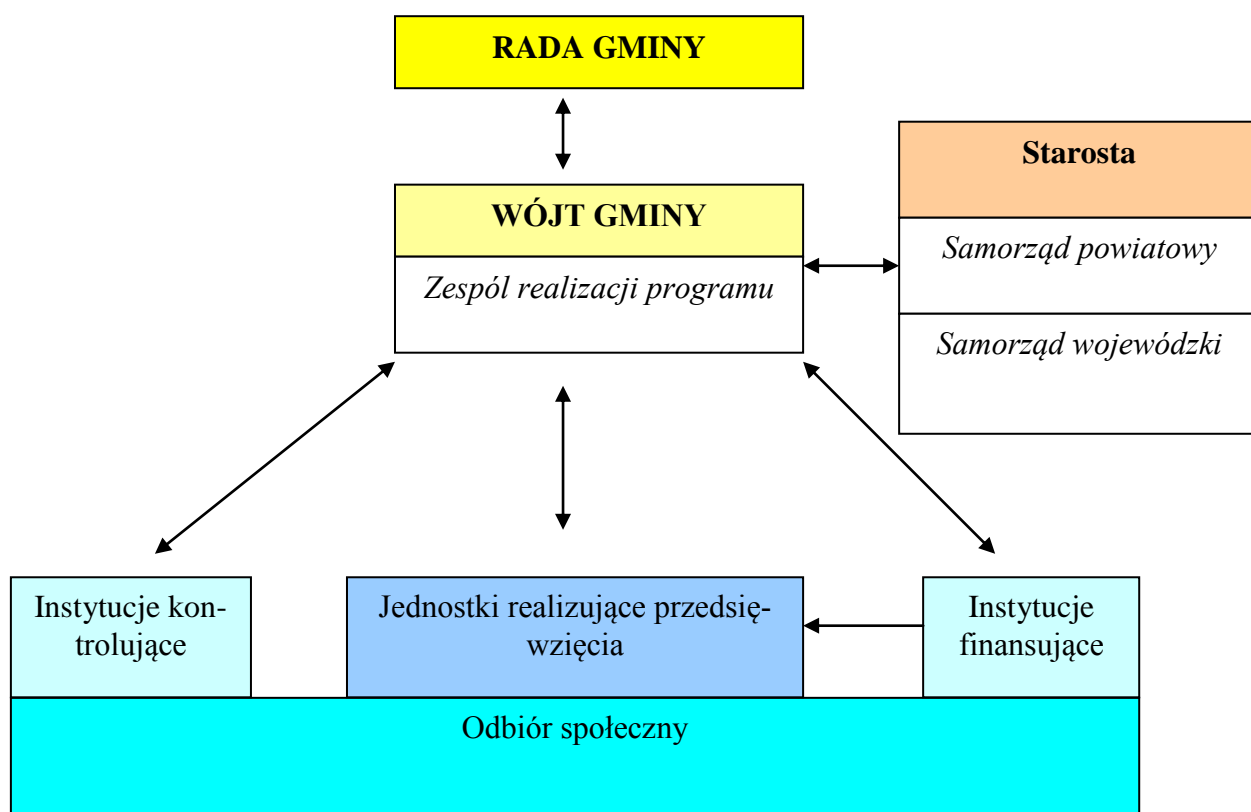 RADA GMINY
Starosta
WÓJT GMINY
Samorząd powiatowy
Zespól realizacji programu
Samorząd wojewódzki
Instytucje kon-
trolujące
Jednostki realizujące przedsię-
wzięcia
Instytucje
finansujące
Odbiór społeczny